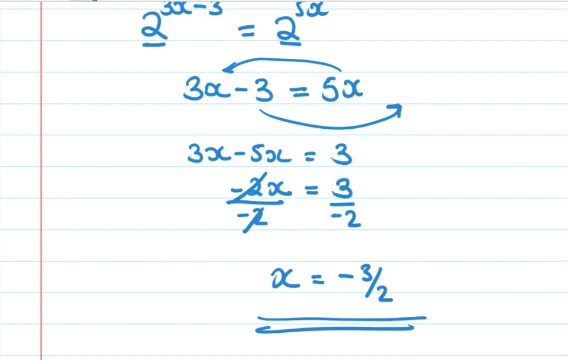 2^(3x-3) = 2^(5x)
3x - 3 = 5x
3x - 5x = 3
-2x/-2 = 3/-2
x = -3/2